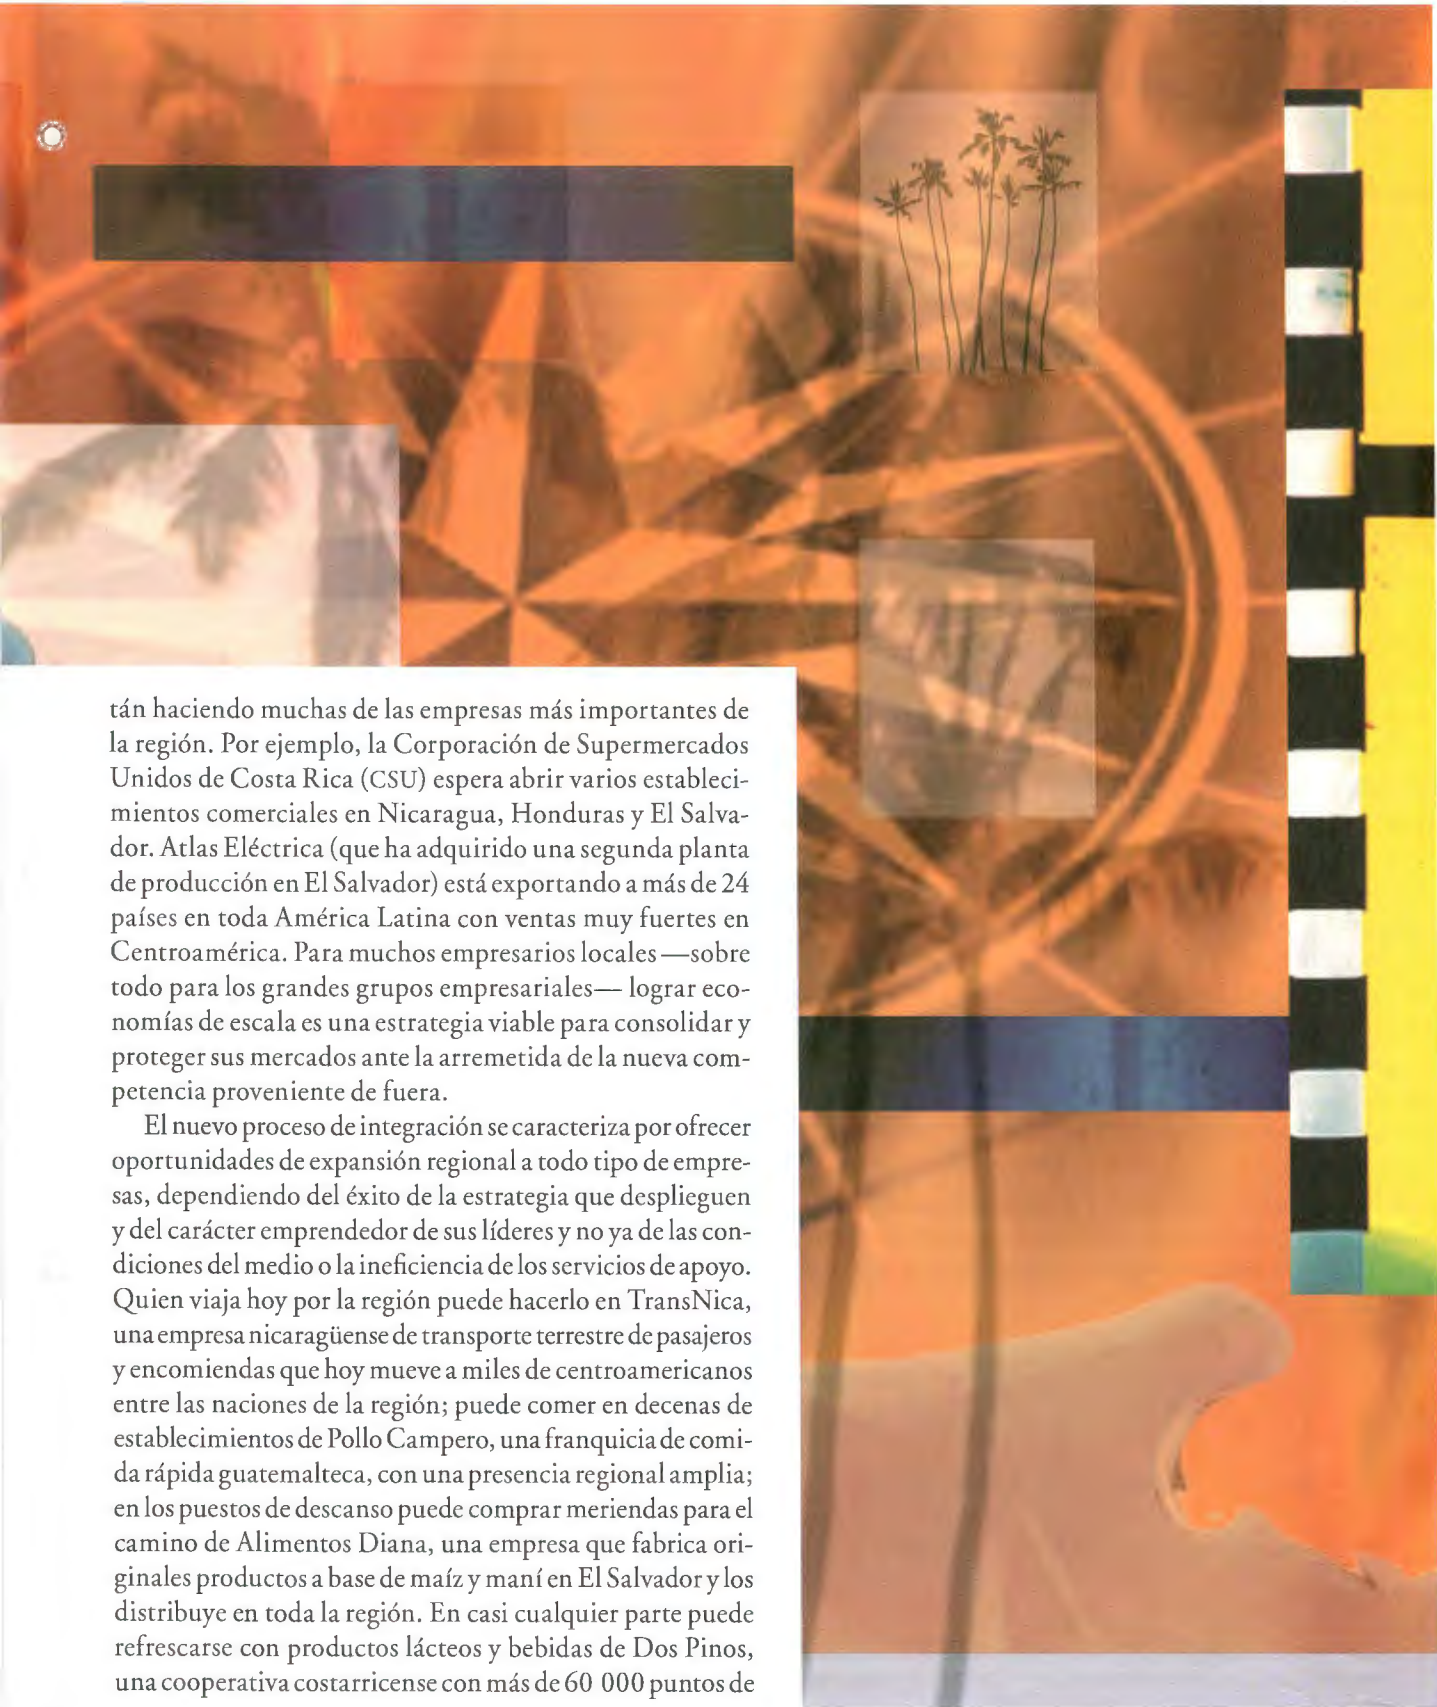 tán haciendo muchas de las empresas más importantes de
la región. Por ejemplo, la Corporación de Supermercados
Unidos de Costa Rica (CSU) espera abrir varios estableci-
mientos comerciales en Nicaragua, Honduras y El Salva-
dor. Atlas Eléctrica (que ha adquirido una segunda planta
de producción en El Salvador) está exportando a más de 24
países en toda América Latina con ventas muy fuertes en
Centroamérica. Para muchos empresarios locales —sobre
todo para los grandes grupos empresariales— lograr eco-
nomías de escala es una estrategia viable para consolidar y
proteger sus mercados ante la arremetida de la nueva com-
petencia proveniente de fuera.
El nuevo proceso de integración se caracteriza por ofrecer
oportunidades de expansión regional a todo tipo de empre-
sas, dependiendo del éxito de la estrategia que desplieguen
y del carácter emprendedor de sus líderes y no ya de las con-
diciones del medio o la ineficiencia de los servicios de apoyo.
Quien viaja hoy por la región puede hacerlo en TransNica,
una empresa nicaragüense de transporte terrestre de pasajeros
y encomiendas que hoy mueve a miles de centroamericanos
entre las naciones de la región; puede comer en decenas de
establecimientos de Pollo Campero, una franquicia de comi-
da rápida guatemalteca, con una presencia regional amplia;
en los puestos de descanso puede comprar meriendas para el
camino de Alimentos Diana, una empresa que fabrica ori-
ginales productos a base de maíz y maní en El Salvador y los
distribuye en toda la región. En casi cualquier parte puede
refrescarse con productos lácteos y bebidas de Dos Pinos,
una cooperativa costarricense con más de 60 000 puntos de